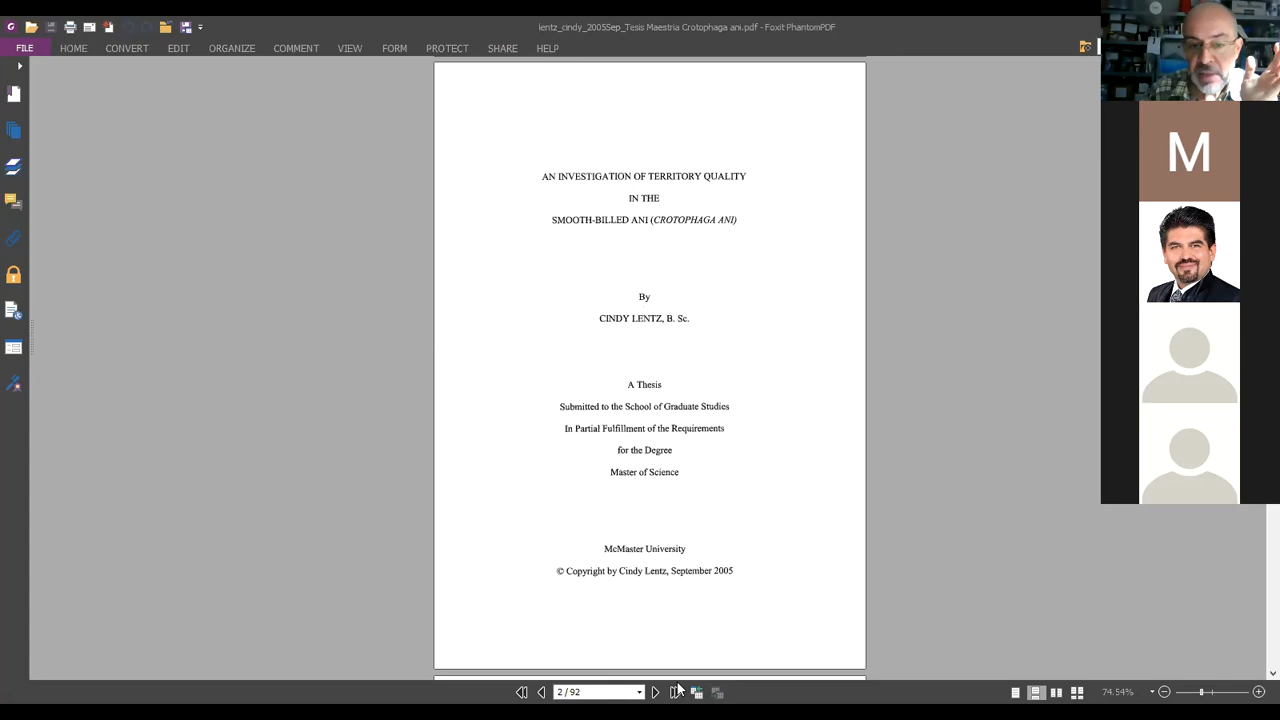 lentz_cindy_2005Sep_Tesis Maestria Crotophaga ani.pdf - Foxit PhantomPDF
FILE HOME CONVERT EDIT ORGANIZE COMMENT VIEW FORM PROTECT SHARE HELP
AN INVESTIGATION OF TERRITORY QUALITY
IN THE
SMOOTH-BILLED ANI (CROTOPHAGA ANI)
By
CINDY LENTZ, B. Sc.
A Thesis
Submitted to the School of Graduate Studies
In Partial Fulfillment of the Requirements
for the Degree
Master of Science
McMaster University
© Copyright by Cindy Lentz, September 2005
M
2 / 92
74.54%